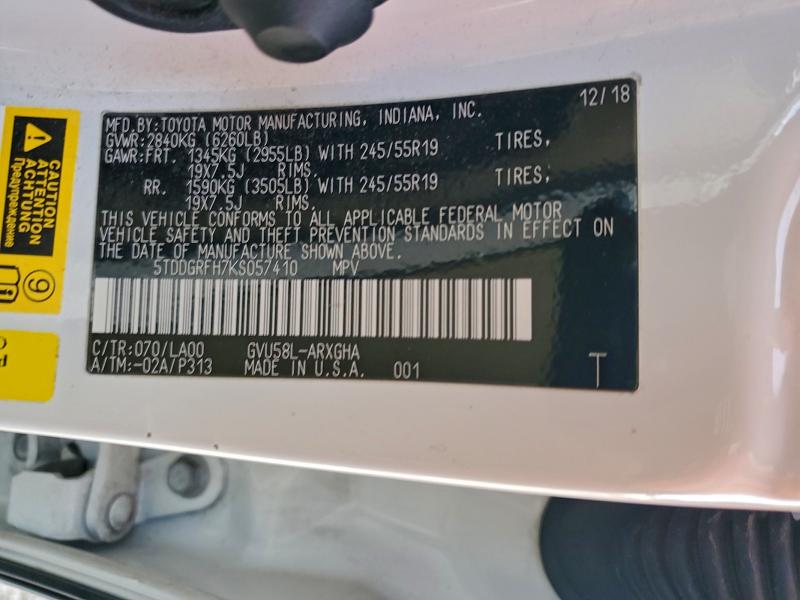 MFD.BY:TOYOTA MOTOR MANUFACTURING, INDIANA, INC. 12/18
GVWR:2840KG (6260LB)
GAWR:FRT. 1345KG (2955LB) WITH 245/55R19 TIRES,
19X7.5J RIMS.
RR. 1590KG (3505LB) WITH 245/55R19 TIRES,
19X7.5J RIMS.
THIS VEHICLE CONFORMS TO ALL APPLICABLE FEDERAL MOTOR
VEHICLE SAFETY AND THEFT PREVENTION STANDARDS IN EFFECT ON
THE DATE OF MANUFACTURE SHOWN ABOVE.
5TDDGRFH7KS057410 MPV
C/TR:070/LA00 GVU58L-ARXGHA
A/TM:-02A/P313 MADE IN U.S.A. 001 T
CAUTION
ATTENTION
ACHTUNG
Предупреждение
9